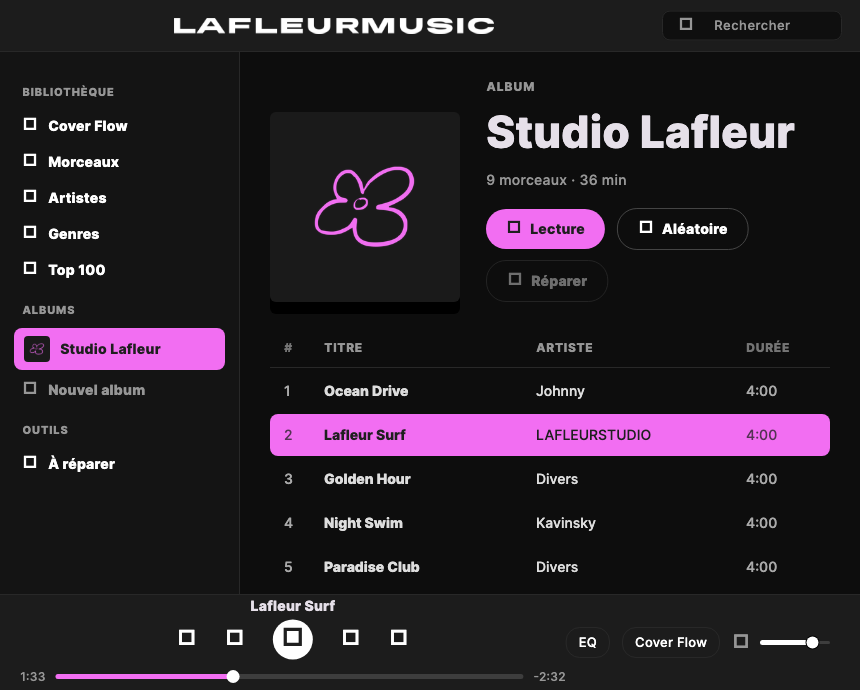 LAFLEURMUSIC
Rechercher
BIBLIOTHÈQUE
Cover Flow
Morceaux
Artistes
Genres
Top 100
ALBUMS
Studio Lafleur
Nouvel album
OUTILS
À réparer
ALBUM
Studio Lafleur
9 morceaux · 36 min
Lecture
Aléatoire
Réparer
# TITRE ARTISTE DURÉE
1 Ocean Drive Johnny 4:00
2 Lafleur Surf LAFLEURSTUDIO 4:00
3 Golden Hour Divers 4:00
4 Night Swim Kavinsky 4:00
5 Paradise Club Divers 4:00
Lafleur Surf
EQ
Cover Flow
1:33 -2:32